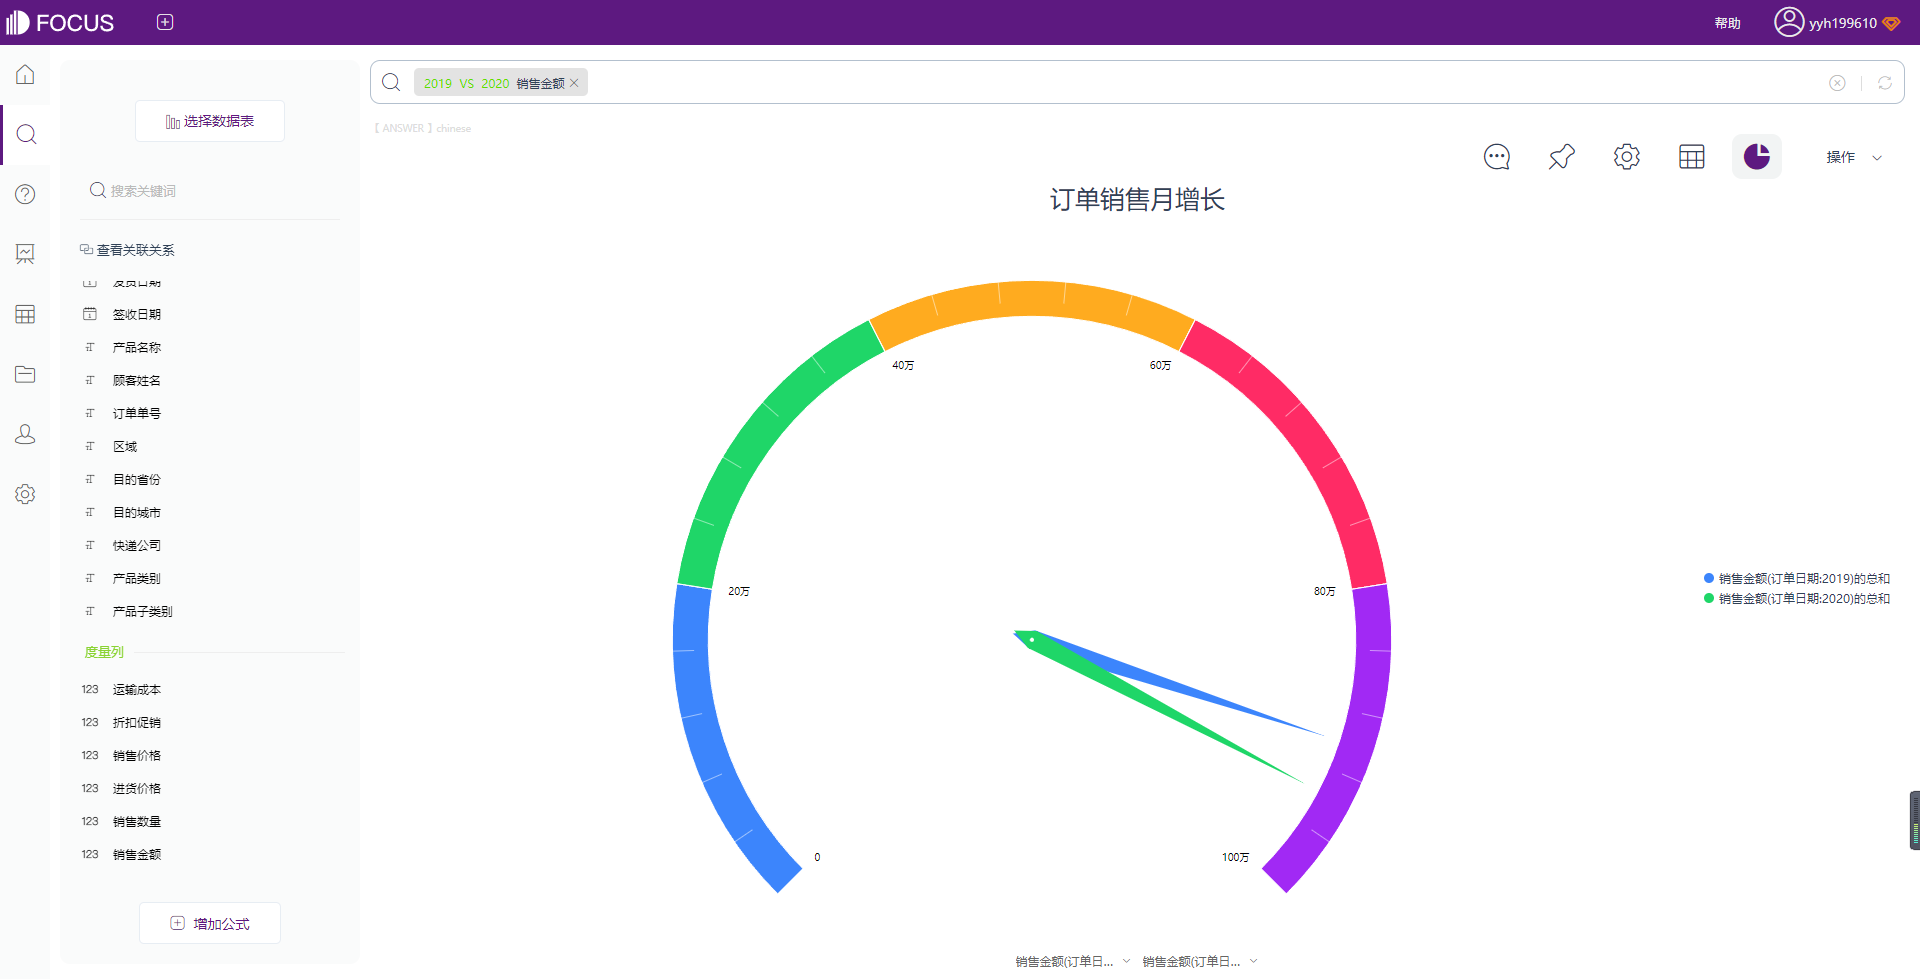 FOCUS
帮助
yyh199610
选择数据表
搜索关键词
查看关联关系
发货日期
签收日期
产品名称
顾客姓名
订单单号
区域
目的省份
目的城市
快递公司
产品类别
产品子类别
度量列
123 运输成本
123 折扣促销
123 销售价格
123 进货价格
123 销售数量
123 销售金额
增加公式
2019 VS 2020 销售金额
【 ANSWER 】chinese
操作
订单销售月增长
40万
60万
20万
80万
0
100万
销售金额(订单日期:2019)的总和
销售金额(订单日期:2020)的总和
销售金额(订单日...
销售金额(订单日...